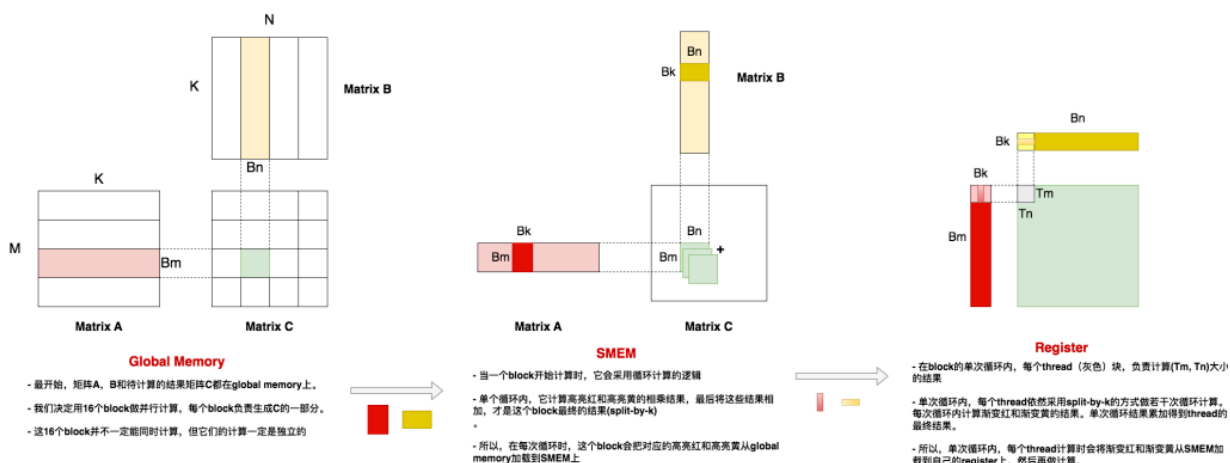 N
K
Matrix B
Bn
K
M
Bm
Matrix A
Matrix C
Global Memory
- 最开始，矩阵A，B和待计算的结果矩阵C都在global memory上。
- 我们决定用16个block做并行计算，每个block负责生成C的一部分。
- 这16个block并不一定能同时计算，但它们的计算一定是独立的
Bn
Bk
Matrix B
Bk
Bn
Bm
Bm
+
Matrix A
Matrix C
SMEM
- 当一个block开始计算时，它会采用循环计算的逻辑
- 单个循环内，它计算高亮红和高亮黄的相乘结果，最后将这些结果相
加，才是这个block最终的结果(split-by-k)
。
- 所以，在每次循环时，这个block会把对应的高亮红和高亮黄从global
memory加载到SMEM上
Bn
Bk
Bk
Tm
Tn
Bm
Register
- 在block的单次循环内，每个thread（灰色）块，负责计算(Tm, Tn)大小
的结果
- 单次循环内，每个thread依然采用split-by-k的方式做若干次循环计算。
每次循环内计算渐变红和渐变黄的结果。单次循环结果累加得到thread的
最终结果。
- 所以，单次循环内，每个thread计算时会将渐变红和渐变黄从SMEM加
载到自己的register上，然后再做计算。